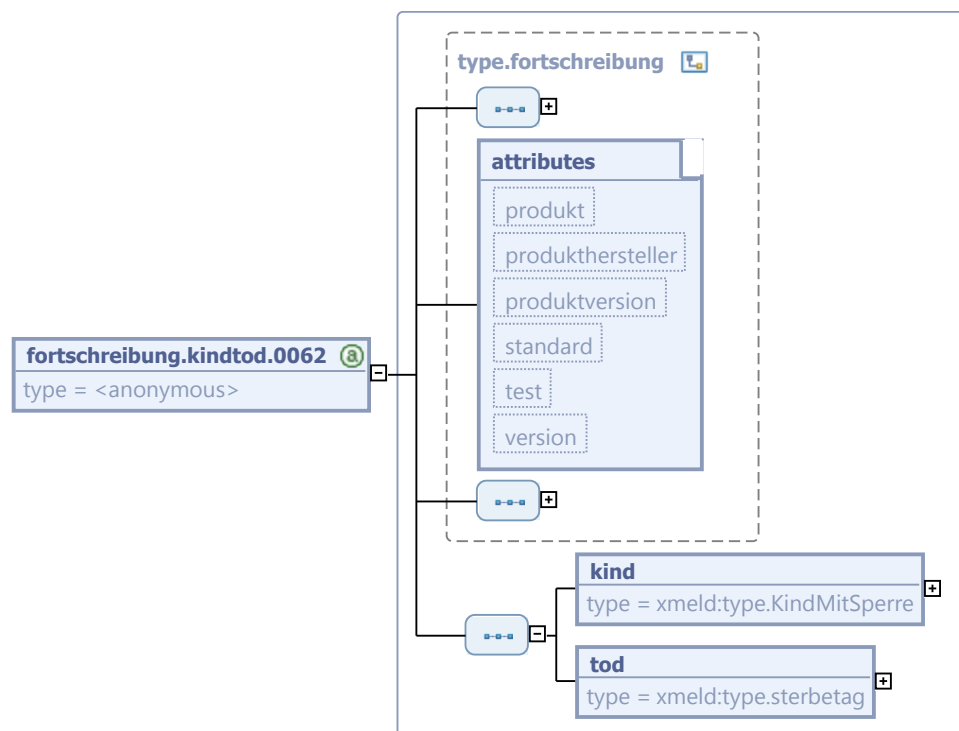 type.fortschreibung
attributes
produkt
produkthersteller
produktversion
standard
test
version
fortschreibung.kindtod.0062
type = <anonymous>
kind
type = xmeld:type.KindMitSperre
tod
type = xmeld:type.sterbetag